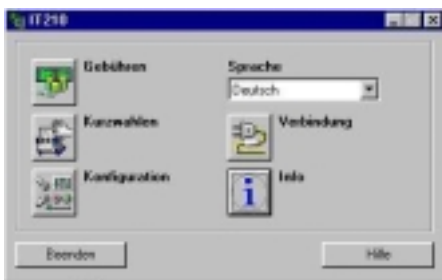 IT210
Gebühren
Sprache
Deutsch
Kurzwahlen
Verbindung
Konfiguration
Info
Beenden
Hilfe